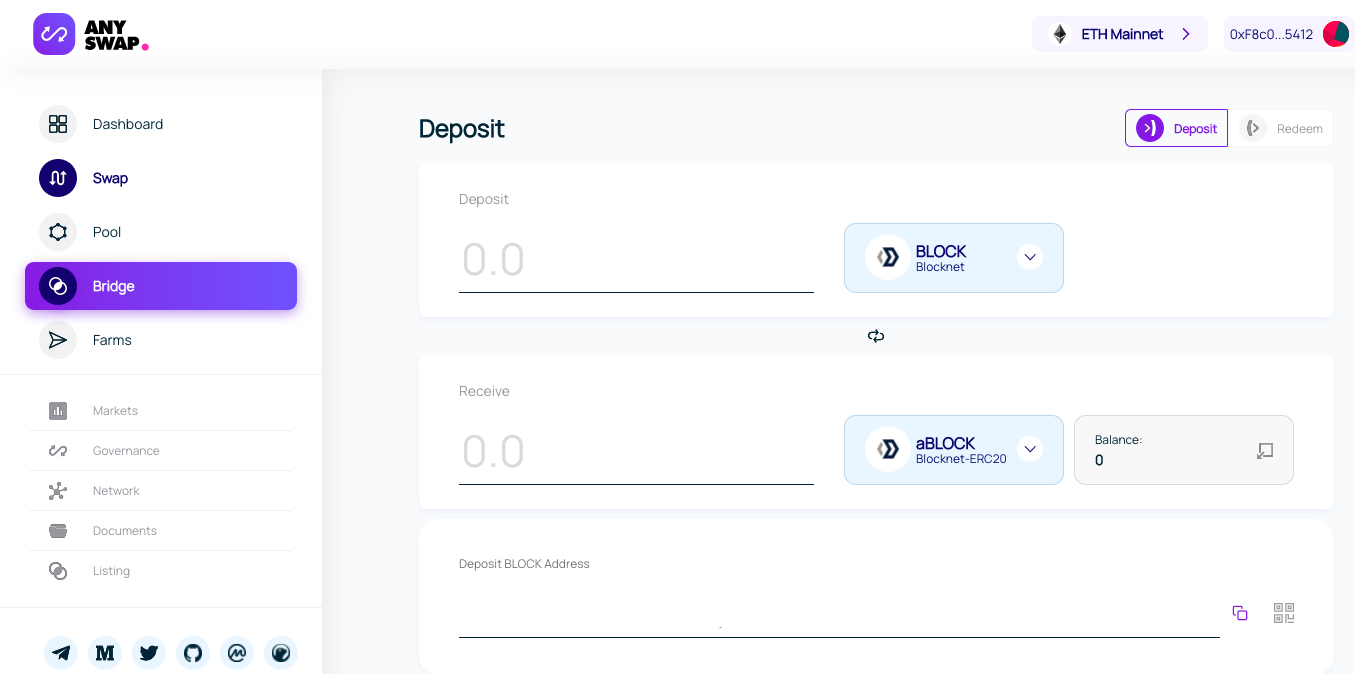 ANY
SWAP
ETH Mainnet
0xF8c0...5412
Dashboard
Swap
Pool
Bridge
Farms
Markets
Governance
Network
Documents
Listing
Deposit
Deposit
Redeem
Deposit
0.0
BLOCK
Blocknet
Receive
0.0
aBLOCK
Blocknet-ERC20
Balance:
0
Deposit BLOCK Address